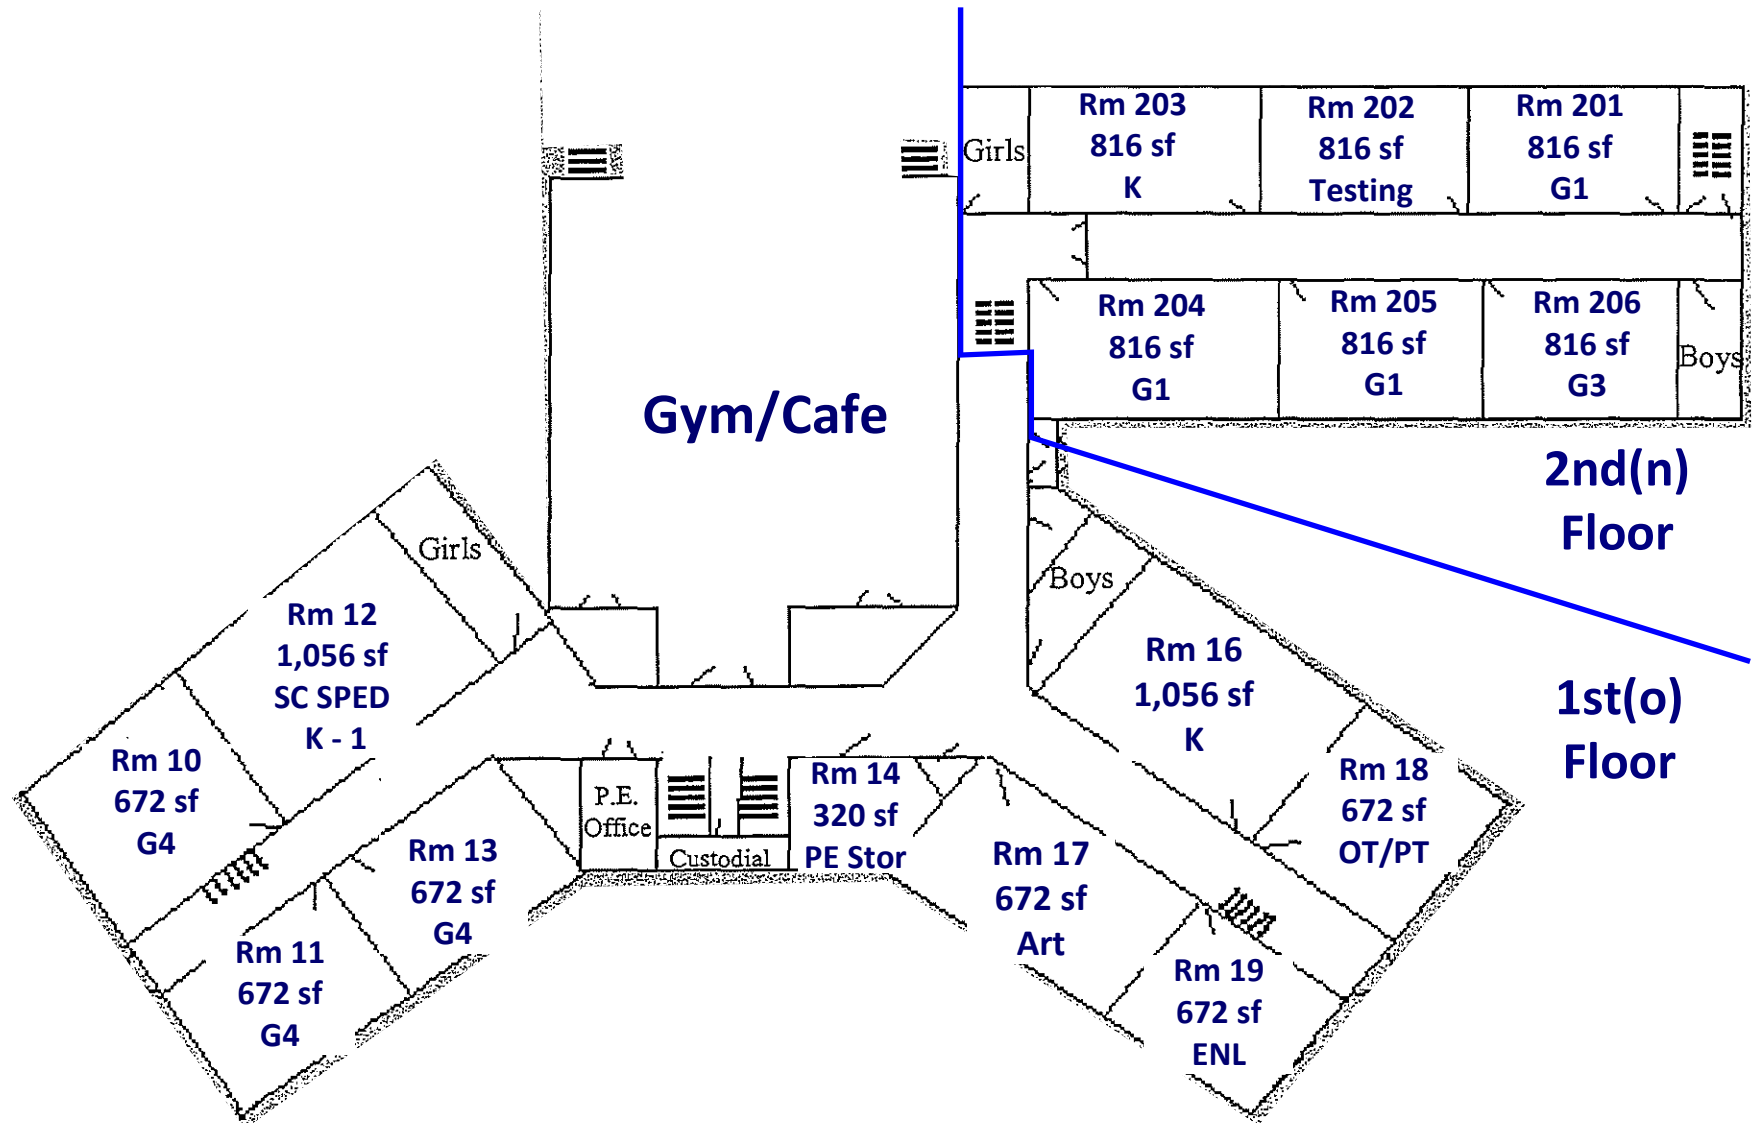 Girls
Rm 203
816 sf
K
Rm 202
816 sf
Testing
Rm 201
816 sf
G1
Rm 204
816 sf
G1
Rm 205
816 sf
G1
Rm 206
816 sf
G3
Boys
Gym/Cafe
2nd(n)
Floor
1st(o)
Floor
Girls
Rm 12
1,056 sf
SC SPED
K - 1
Rm 10
672 sf
G4
Rm 13
672 sf
G4
Rm 11
672 sf
G4
P.E.
Office
Custodial
Rm 14
320 sf
PE Stor
Boys
Rm 16
1,056 sf
K
Rm 18
672 sf
OT/PT
Rm 17
672 sf
Art
Rm 19
672 sf
ENL